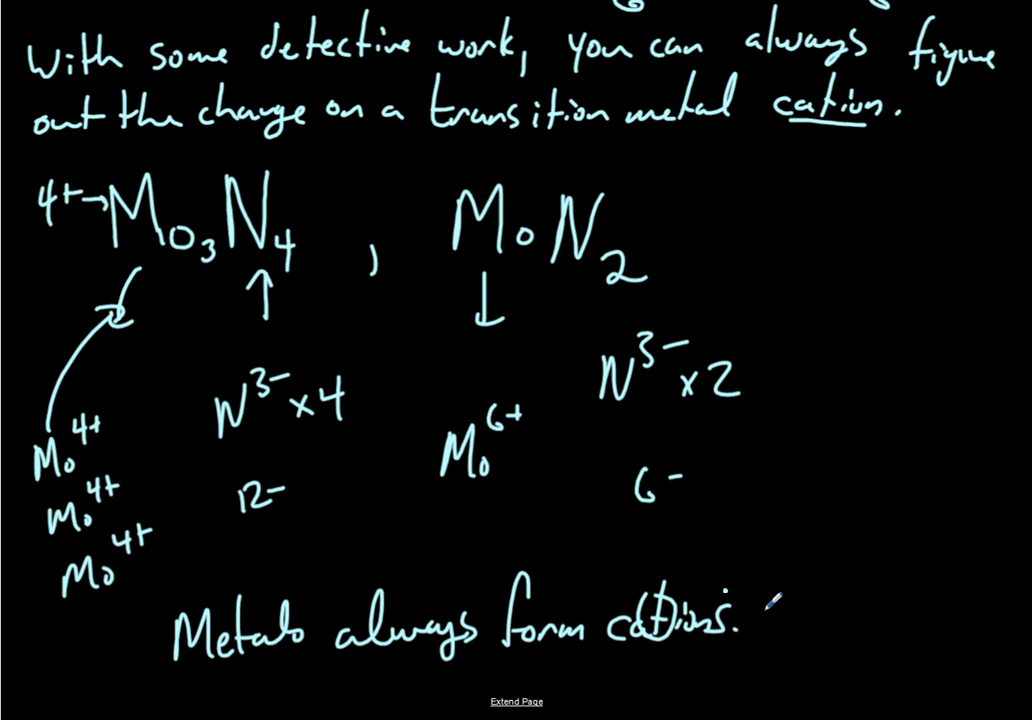 With some detective work, you can always figure
out the charge on a transition metal cation.
4+→Mo₃N₄ , MoN₂
N³⁻x2
N³⁻x4
Mo⁴⁺ Mo⁶⁺
Mo⁴⁺ 12⁻ 6⁻
Mo⁴⁺
Metals always form cations.
Extend Page